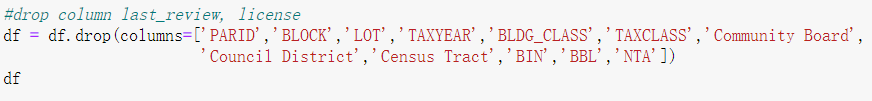 #drop column last_review, license
df = df.drop(columns=['PARID','BLOCK','LOT','TAXYEAR','BLDG_CLASS','TAXCLASS','Community Board',
'Council District','Census Tract','BIN','BBL','NTA'])
df